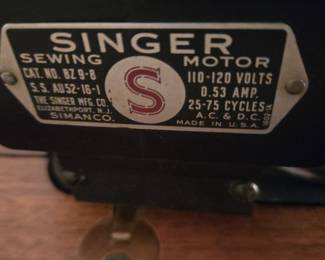 SINGER
SEWING MOTOR
CAT. NO. BZ 9-8
S.S. AU52-16-1
THE SINGER MFG. CO.
ELIZABETHPORT, N.J.
SIMANCO.
S
110-120 VOLTS
0.53 AMP.
25-75 CYCLES
A.C. & D.C.
MADE IN U.S.A.